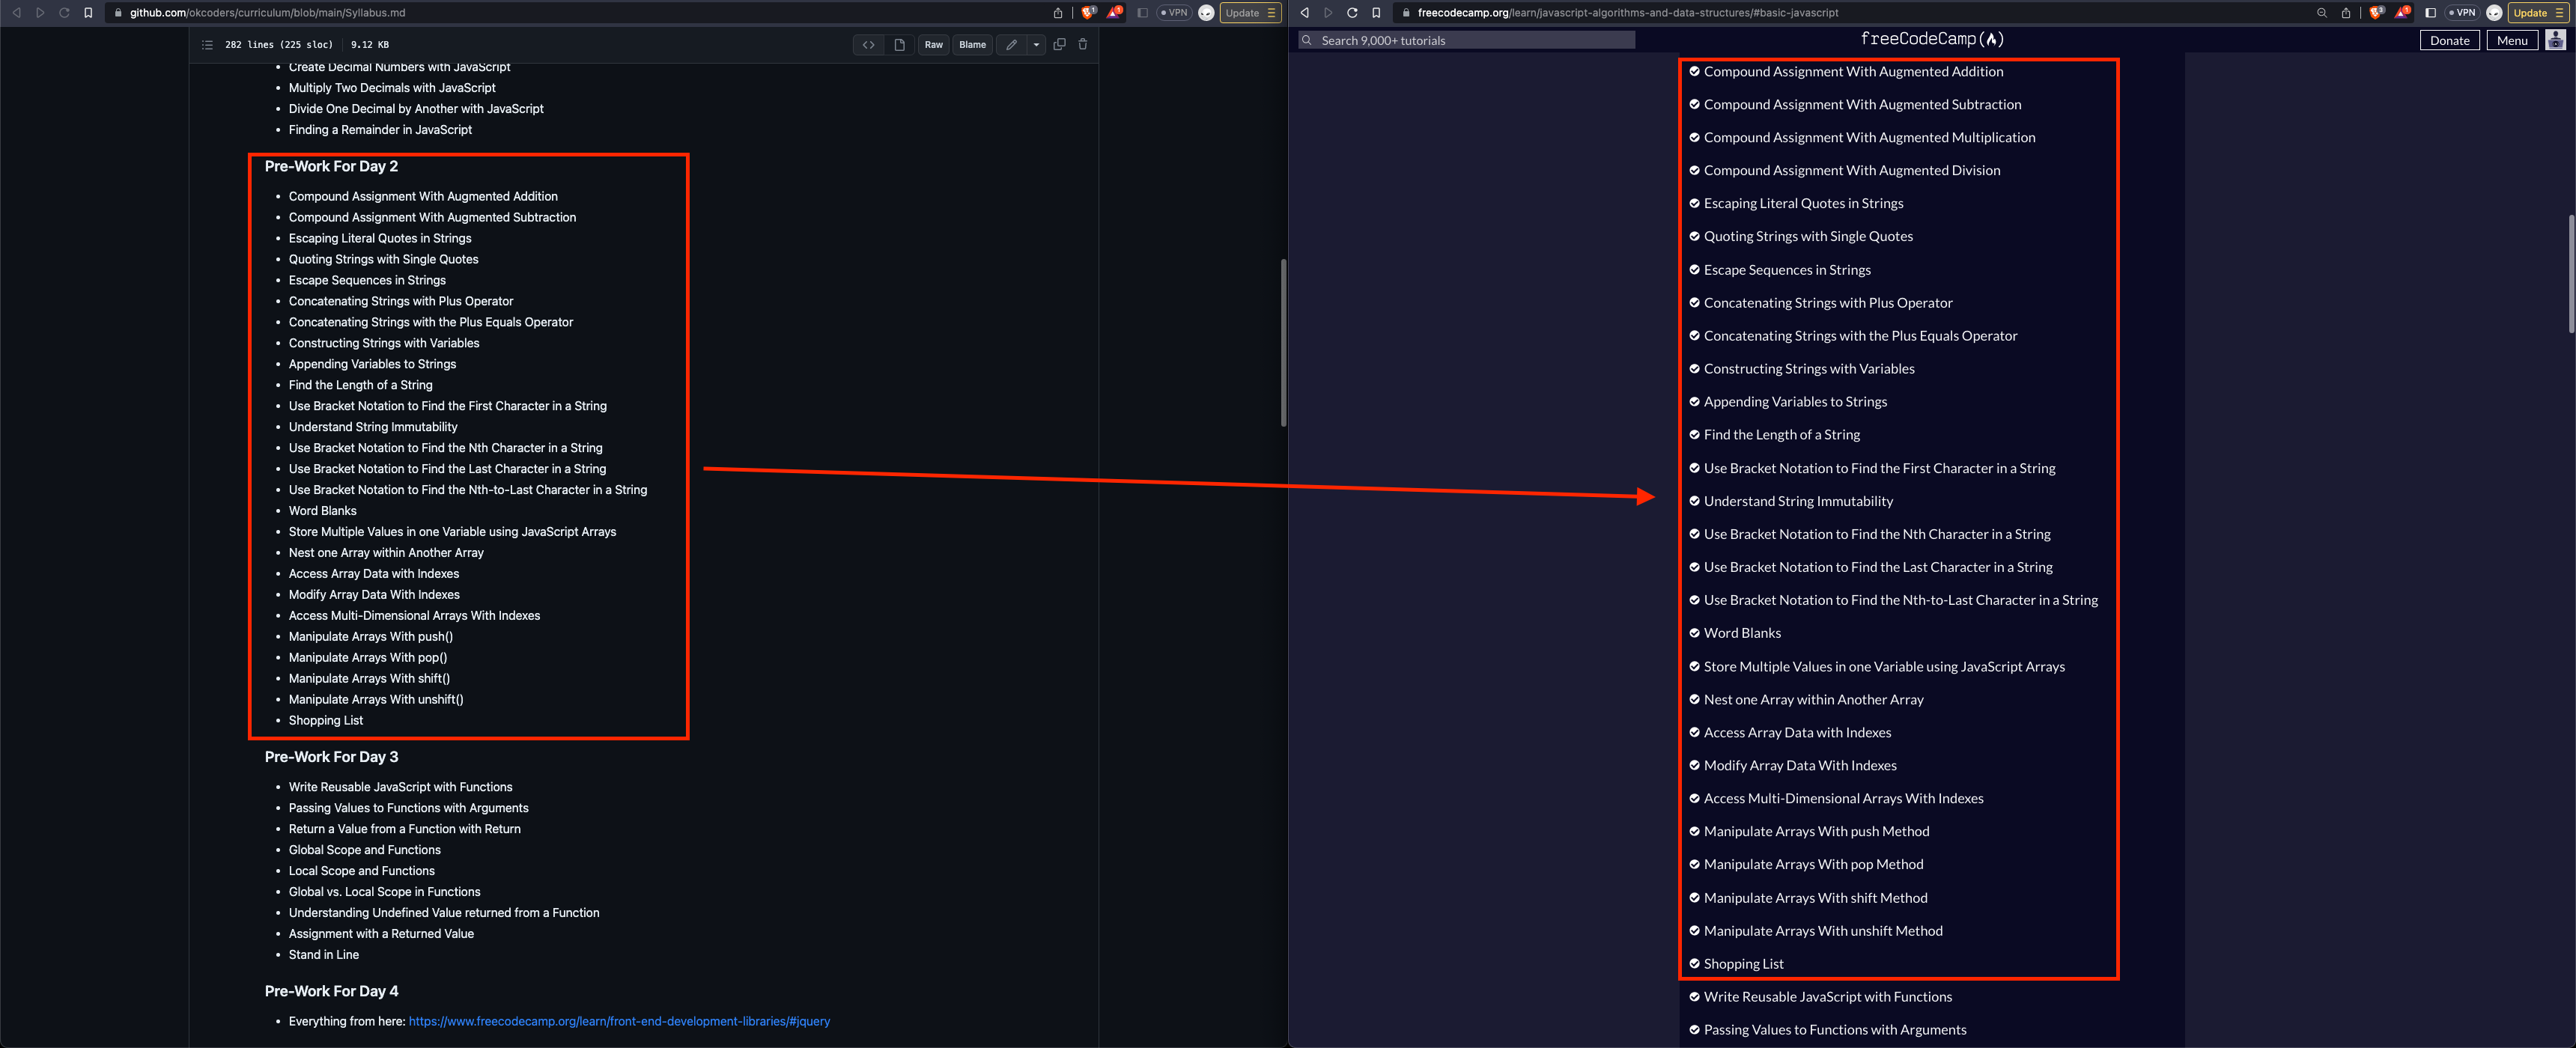 github.com/okcoders/curriculum/blob/main/Syllabus.md
VPN
Update
282 lines (225 sloc)
9.12 KB
Raw
Blame
Create Decimal Numbers with JavaScript
Multiply Two Decimals with JavaScript
Divide One Decimal by Another with JavaScript
Finding a Remainder in JavaScript
Pre-Work For Day 2
Compound Assignment With Augmented Addition
Compound Assignment With Augmented Subtraction
Escaping Literal Quotes in Strings
Quoting Strings with Single Quotes
Escape Sequences in Strings
Concatenating Strings with Plus Operator
Concatenating Strings with the Plus Equals Operator
Constructing Strings with Variables
Appending Variables to Strings
Find the Length of a String
Use Bracket Notation to Find the First Character in a String
Understand String Immutability
Use Bracket Notation to Find the Nth Character in a String
Use Bracket Notation to Find the Last Character in a String
Use Bracket Notation to Find the Nth-to-Last Character in a String
Word Blanks
Store Multiple Values in one Variable using JavaScript Arrays
Nest one Array within Another Array
Access Array Data with Indexes
Modify Array Data With Indexes
Access Multi-Dimensional Arrays With Indexes
Manipulate Arrays With push()
Manipulate Arrays With pop()
Manipulate Arrays With shift()
Manipulate Arrays With unshift()
Shopping List
Pre-Work For Day 3
Write Reusable JavaScript with Functions
Passing Values to Functions with Arguments
Return a Value from a Function with Return
Global Scope and Functions
Local Scope and Functions
Global vs. Local Scope in Functions
Understanding Undefined Value returned from a Function
Assignment with a Returned Value
Stand in Line
Pre-Work For Day 4
Everything from here: https://www.freecodecamp.org/learn/front-end-development-libraries/#jquery
freecodecamp.org/learn/javascript-algorithms-and-data-structures/#basic-javascript
VPN
Update
Search 9,000+ tutorials
freeCodeCamp
Donate
Menu
Compound Assignment With Augmented Addition
Compound Assignment With Augmented Subtraction
Compound Assignment With Augmented Multiplication
Compound Assignment With Augmented Division
Escaping Literal Quotes in Strings
Quoting Strings with Single Quotes
Escape Sequences in Strings
Concatenating Strings with Plus Operator
Concatenating Strings with the Plus Equals Operator
Constructing Strings with Variables
Appending Variables to Strings
Find the Length of a String
Use Bracket Notation to Find the First Character in a String
Understand String Immutability
Use Bracket Notation to Find the Nth Character in a String
Use Bracket Notation to Find the Last Character in a String
Use Bracket Notation to Find the Nth-to-Last Character in a String
Word Blanks
Store Multiple Values in one Variable using JavaScript Arrays
Nest one Array within Another Array
Access Array Data with Indexes
Modify Array Data With Indexes
Access Multi-Dimensional Arrays With Indexes
Manipulate Arrays With push Method
Manipulate Arrays With pop Method
Manipulate Arrays With shift Method
Manipulate Arrays With unshift Method
Shopping List
Write Reusable JavaScript with Functions
Passing Values to Functions with Arguments